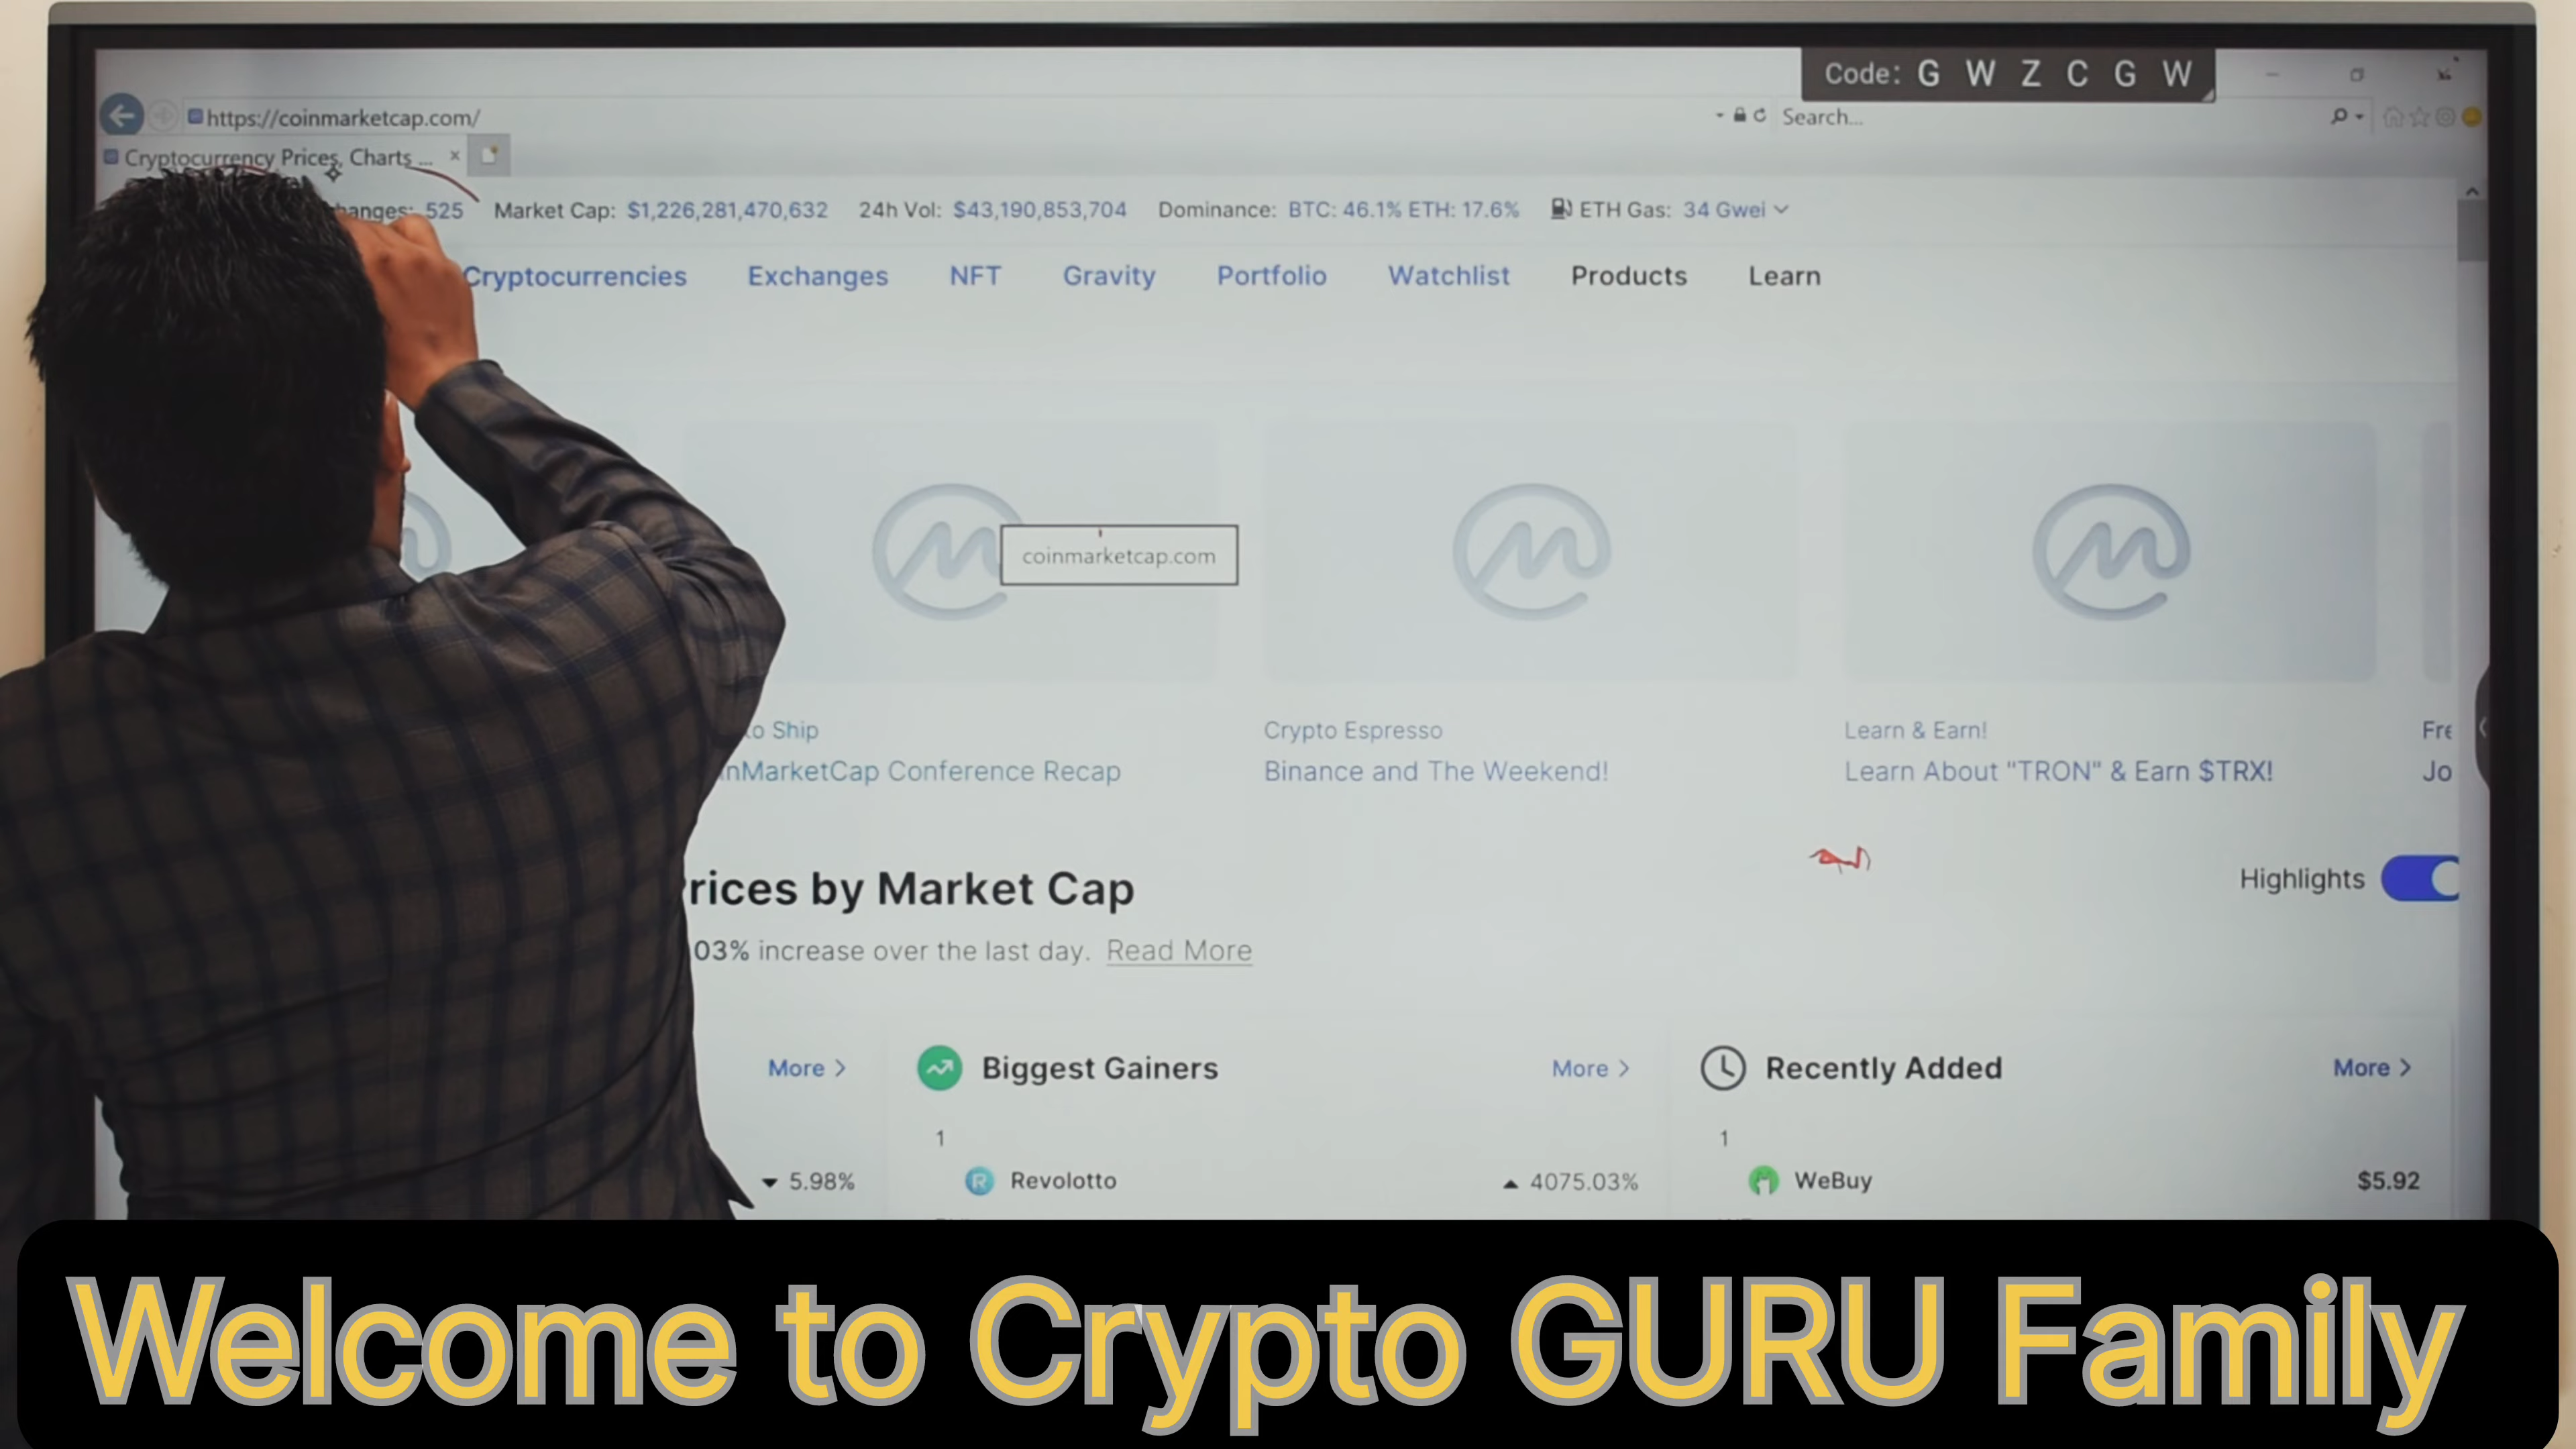 Code: G W Z C G W
https://coinmarketcap.com/
Search...
Cryptocurrency Prices, Charts ...
525 Market Cap: $1,226,281,470,632 24h Vol: $43,190,853,704 Dominance: BTC: 46.1% ETH: 17.6% ETH Gas: 34 Gwei
Cryptocurrencies Exchanges NFT Gravity Portfolio Watchlist Products Learn
coinmarketcap.com
Ship Crypto Espresso Learn & Earn!
nMarketCap Conference Recap Binance and The Weekend! Learn About "TRON" & Earn $TRX!
rices by Market Cap
Highlights
03% increase over the last day. Read More
More > Biggest Gainers More > Recently Added More >
1 1
5.98% R Revolotto 4075.03% WeBuy $5.92
Welcome to Crypto GURU Family